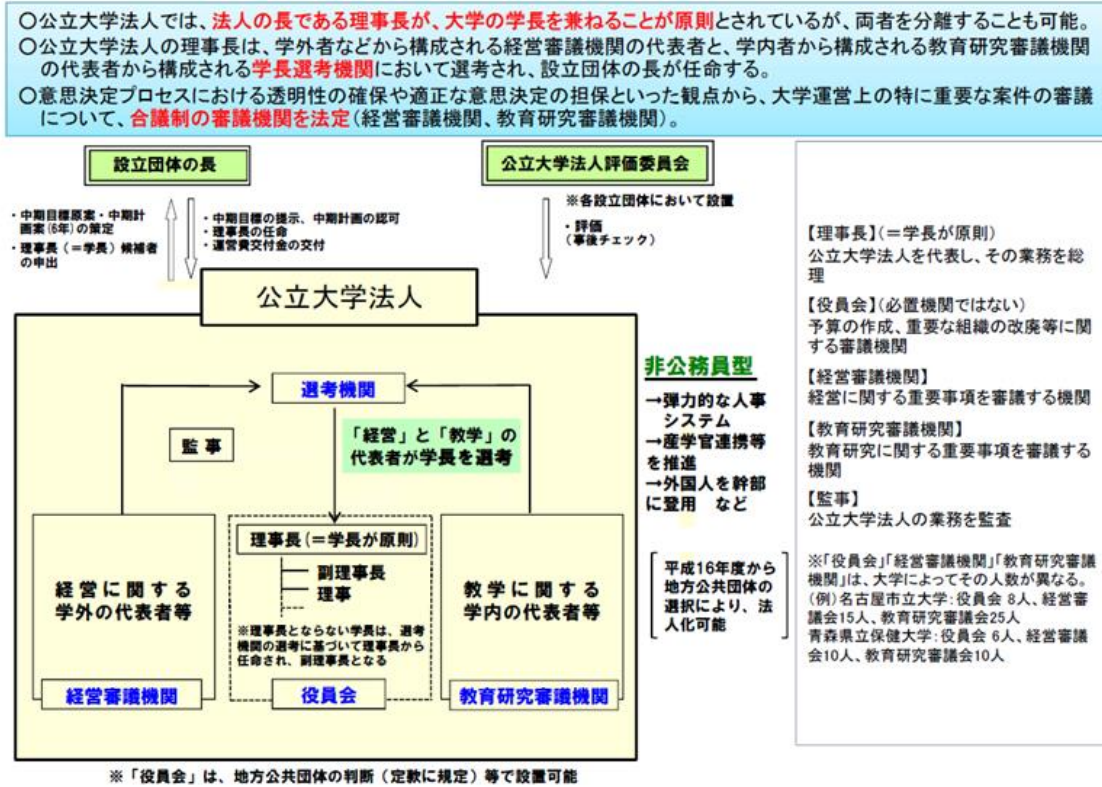 ○公立大学法人では、法人の長である理事長が、大学の学長を兼ねることが原則とされているが、両者を分離することも可能。
○公立大学法人の理事長は、学外者などから構成される経営審議機関の代表者と、学内者から構成される教育研究審議機関
の代表者から構成される学長選考機関において選考され、設立団体の長が任命する。
○意思決定プロセスにおける透明性の確保や適正な意思決定の担保といった観点から、大学運営上の特に重要な案件の審議
について、合議制の審議機関を法定(経営審議機関、教育研究審議機関)。
設立団体の長
公立大学法人評価委員会
・中期目標原案・中期計
画案(6年)の策定
・理事長(=学長)候補者
の申出
・中期目標の提示、中期計画の認可
・理事長の任命
・運営費交付金の交付
※各設立団体において設置
・評価
(事後チェック)
公立大学法人
選考機関
監事
「経営」と「教学」の
代表者が学長を選考
経営に関する
学外の代表者等
経営審議機関
理事長(=学長が原則)
副理事長
理事
※理事長とならない学長は、選考
機関の選考に基づいて理事長から
任命され、副理事長となる
役員会
教学に関する
学内の代表者等
教育研究審議機関
※「役員会」は、地方公共団体の判断(定款に規定)等で設置可能
非公務員型
→弾力的な人事
システム
→産学官連携等
を推進
→外国人を幹部
に登用 など
平成16年度から
地方公共団体の
選択により、法
人化可能
【理事長】(=学長が原則)
公立大学法人を代表し、その業務を総
理
【役員会】(必置機関ではない)
予算の作成、重要な組織の改廃等に関
する審議機関
【経営審議機関】
経営に関する重要事項を審議する機関
【教育研究審議機関】
教育研究に関する重要事項を審議する
機関
【監事】
公立大学法人の業務を監査
※「役員会」「経営審議機関」「教育研究審議
機関」は、大学によってその人数が異なる。
(例)名古屋市立大学:役員会 8人、経営審
議会15人、教育研究審議会25人
青森県立保健大学:役員会 6人、経営審議
会10人、教育研究審議会10人